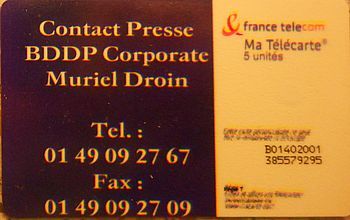 Contact Presse
BDDP Corporate
Muriel Droin
Tel. :
01 49 09 27 67
Fax :
01 49 09 27 09
france telecom
Ma Télécarte®
5 unités
B01402001
385579295